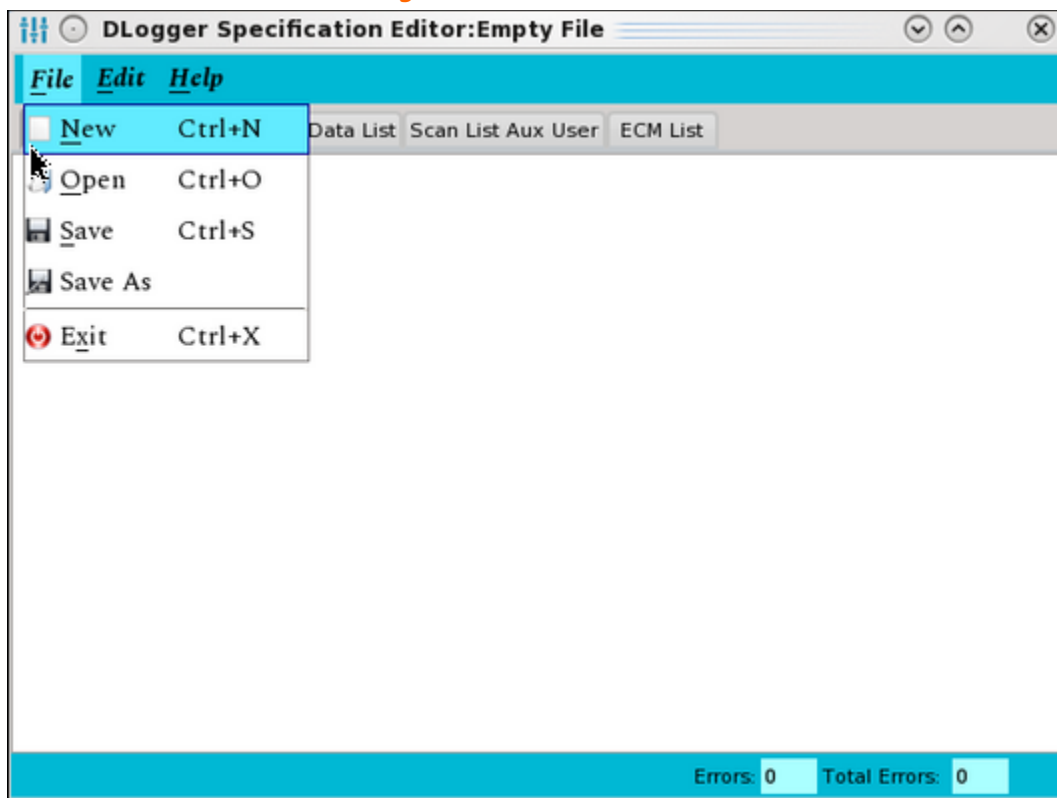 DLogger Specification Editor:Empty File
File Edit Help
New Ctrl+N
Data List Scan List Aux User ECM List
Open Ctrl+O
Save Ctrl+S
Save As
Exit Ctrl+X
Errors: 0 Total Errors: 0